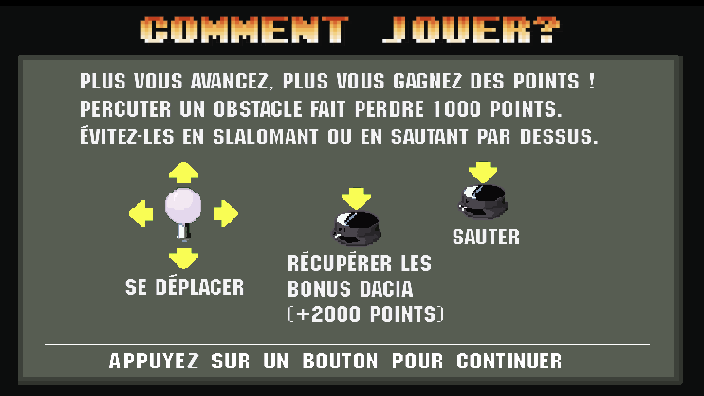 COMMENT JOUER?
PLUS VOUS AVANCEZ, PLUS VOUS GAGNEZ DES POINTS !
PERCUTER UN OBSTACLE FAIT PERDRE 1000 POINTS.
ÉVITEZ-LES EN SLALOMANT OU EN SAUTANT PAR DESSUS.
SE DÉPLACER
RÉCUPÉRER LES
BONUS DACIA
(+2000 POINTS)
SAUTER
APPUYEZ SUR UN BOUTON POUR CONTINUER